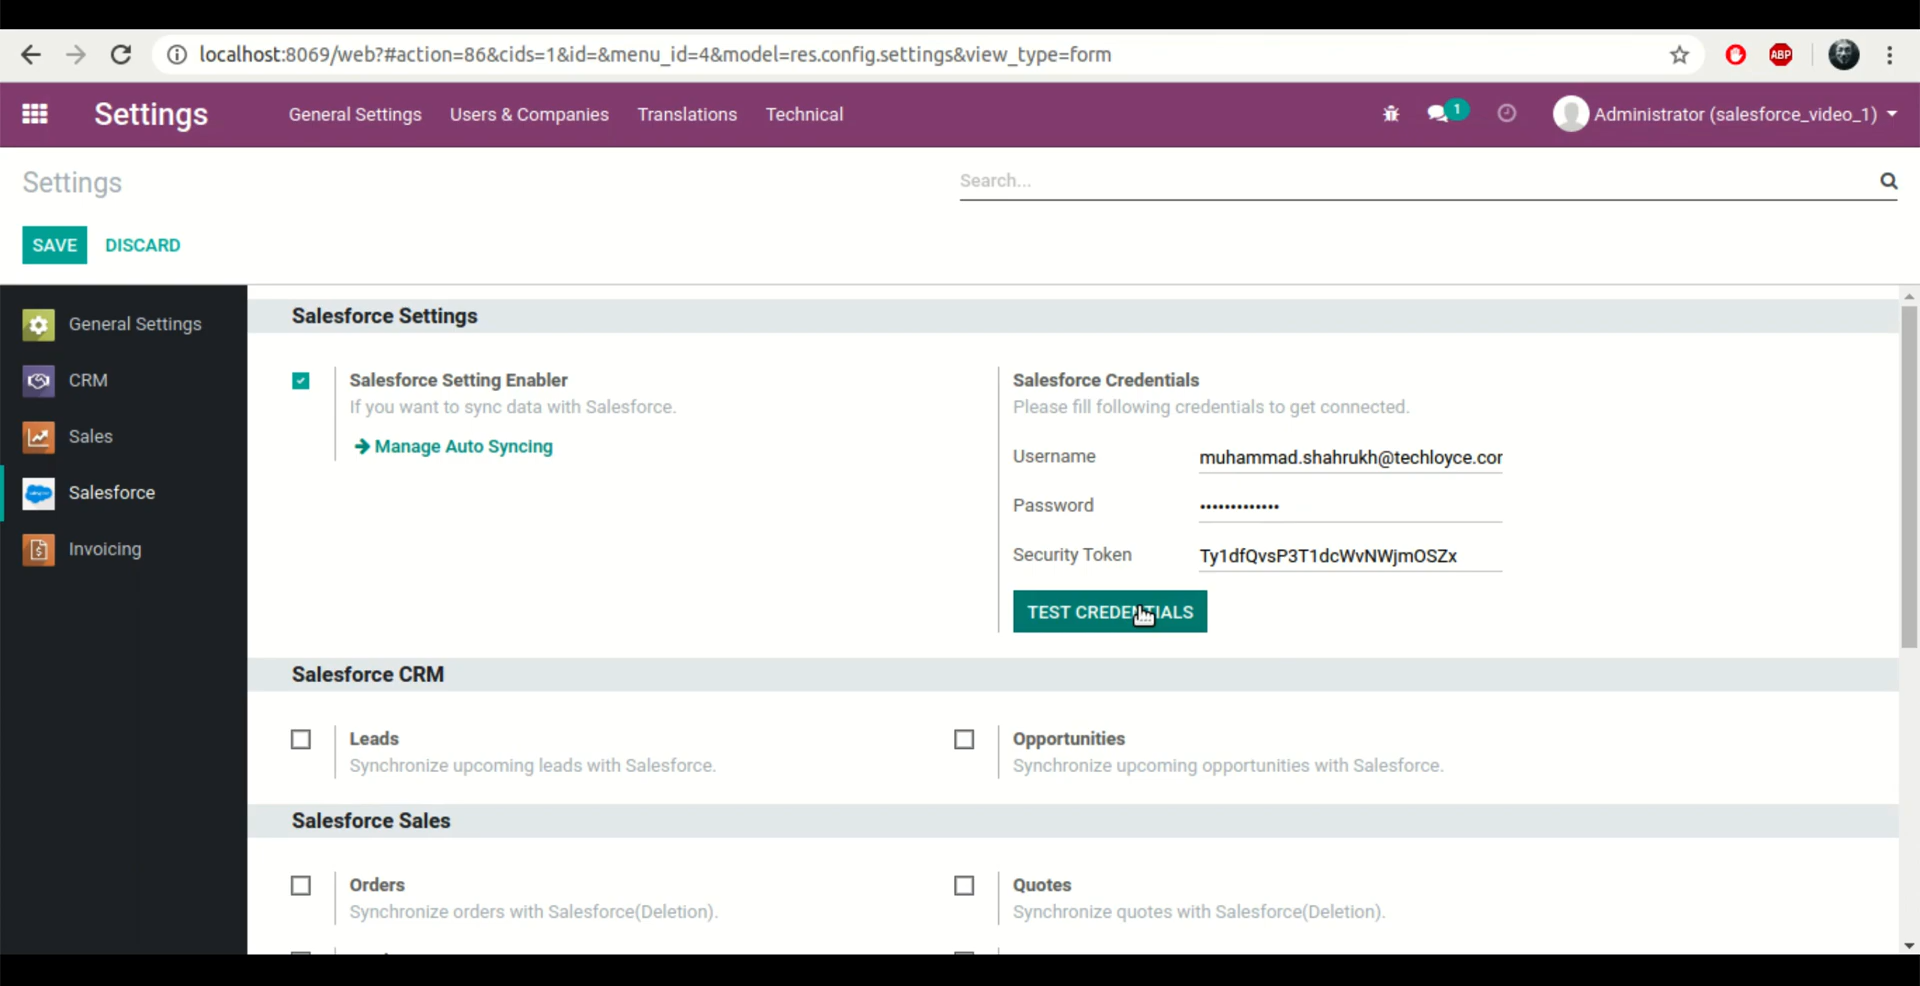 localhost:8069/web?#action=86&cids=1&id=&menu_id=4&model=res.config.settings&view_type=form
ABP
Settings
General Settings
Users & Companies
Translations
Technical
1
Administrator (salesforce_video_1)
Settings
Search...
SAVE
DISCARD
General Settings
CRM
Sales
Salesforce
Invoicing
Salesforce Settings
Salesforce Setting Enabler
If you want to sync data with Salesforce.
Manage Auto Syncing
Salesforce Credentials
Please fill following credentials to get connected.
Username
muhammad.shahrukh@techloyce.cor
Password
•••••••••••••
Security Token
Ty1dfQvsP3T1dcWvNWjmOSZx
TEST CREDENTIALS
Salesforce CRM
Leads
Synchronize upcoming leads with Salesforce.
Opportunities
Synchronize upcoming opportunities with Salesforce.
Salesforce Sales
Orders
Synchronize orders with Salesforce(Deletion).
Quotes
Synchronize quotes with Salesforce(Deletion).